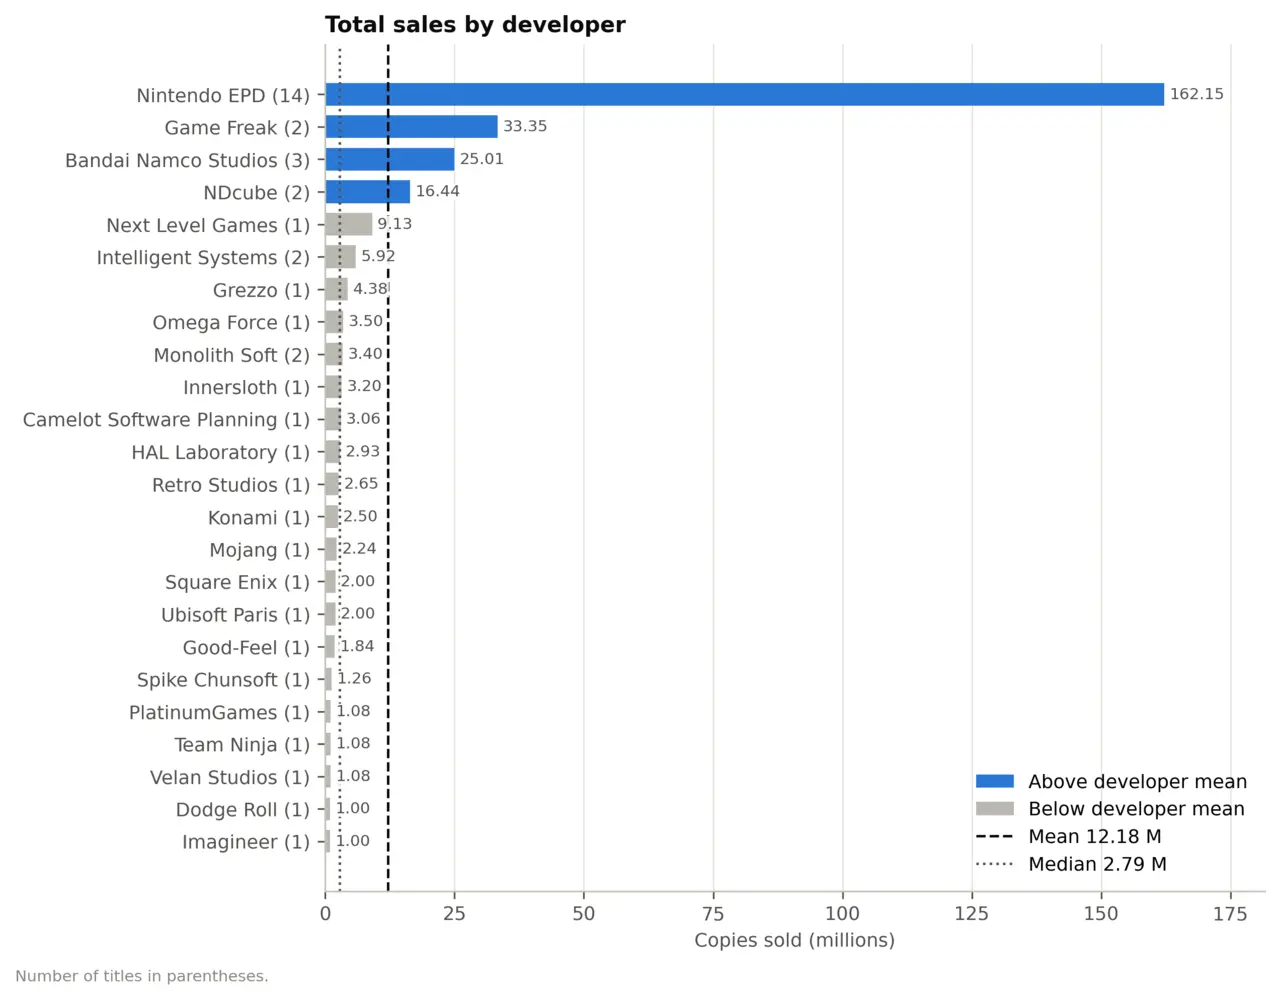 Total sales by developer
Nintendo EPD (14) 162.15
Game Freak (2) 33.35
Bandai Namco Studios (3) 25.01
NDcube (2) 16.44
Next Level Games (1) 9.13
Intelligent Systems (2) 5.92
Grezzo (1) 4.38
Omega Force (1) 3.50
Monolith Soft (2) 3.40
Innersloth (1) 3.20
Camelot Software Planning (1) 3.06
HAL Laboratory (1) 2.93
Retro Studios (1) 2.65
Konami (1) 2.50
Mojang (1) 2.24
Square Enix (1) 2.00
Ubisoft Paris (1) 2.00
Good-Feel (1) 1.84
Spike Chunsoft (1) 1.26
PlatinumGames (1) 1.08
Team Ninja (1) 1.08
Velan Studios (1) 1.08
Dodge Roll (1) 1.00
Imagineer (1) 1.00
Above developer mean
Below developer mean
Mean 12.18 M
Median 2.79 M
0 25 50 75 100 125 150 175
Copies sold (millions)
Number of titles in parentheses.